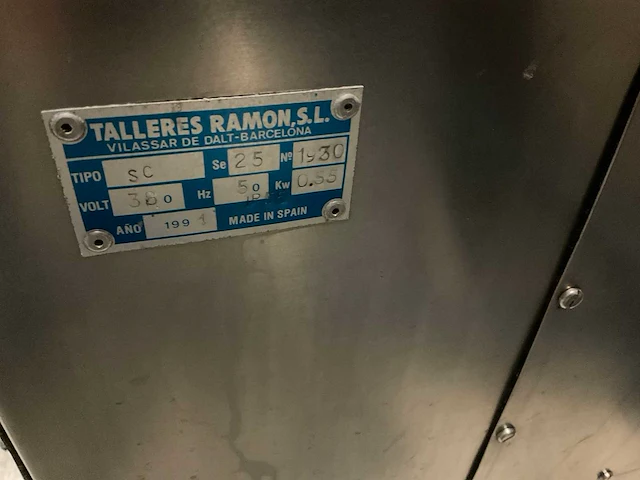 TALLERES RAMON,S.L.
VILASSAR DE DALT-BARCELONA
TIPO SC Se 25 Nº 1930
VOLT 380 Hz 50 Kw 0.55
AÑO 1991 MADE IN SPAIN